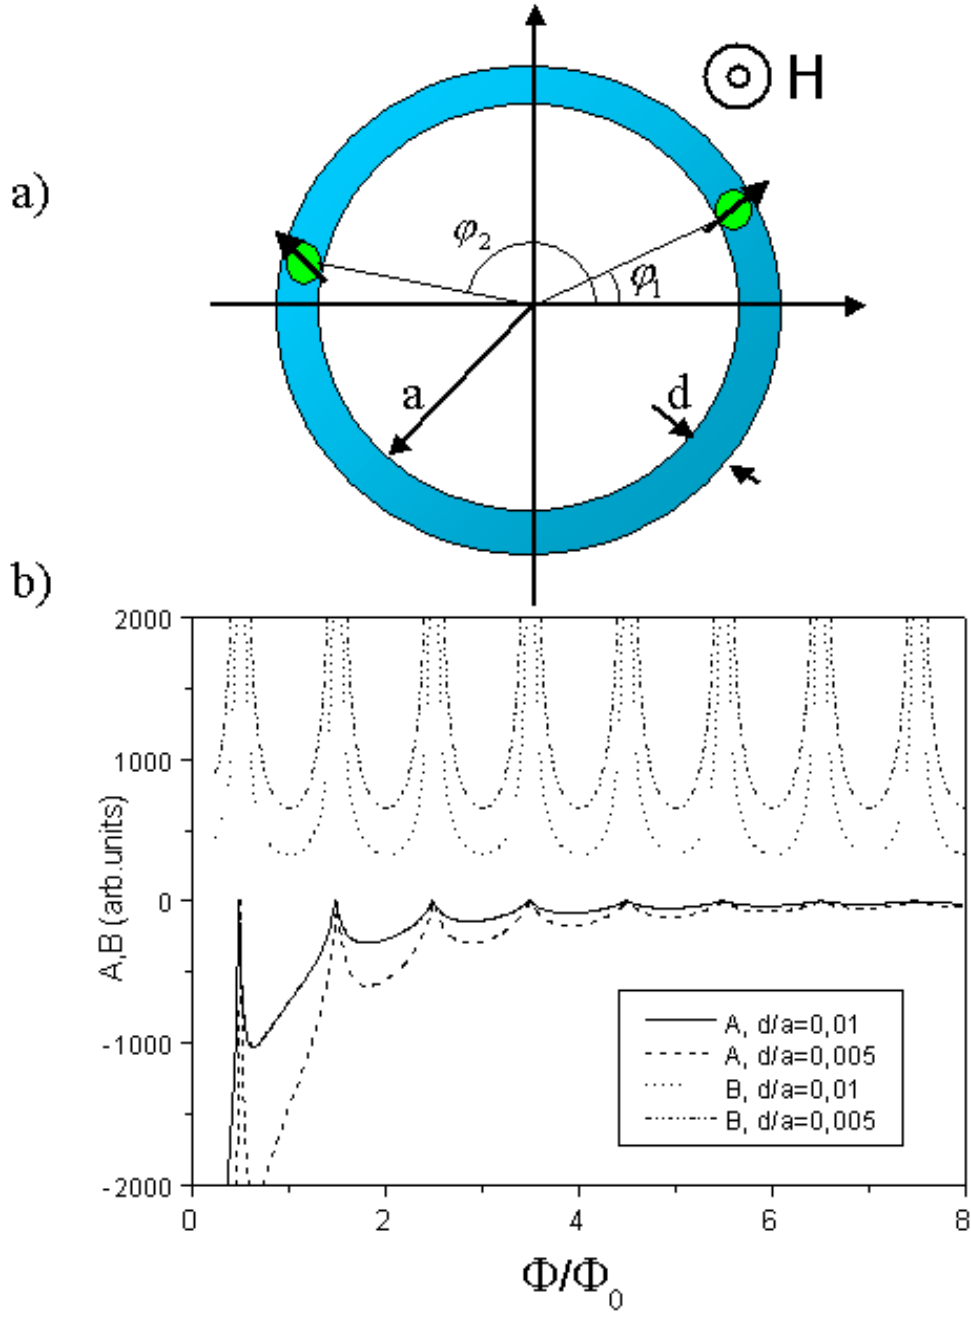 H
a)
φ₂
φ₁
a
d
b)
2000
1000
0
-1000
-2000
A,B (arb.units)
A, d/a=0,01
A, d/a=0,005
B, d/a=0,01
B, d/a=0,005
0 2 4 6 8
Φ/Φ₀